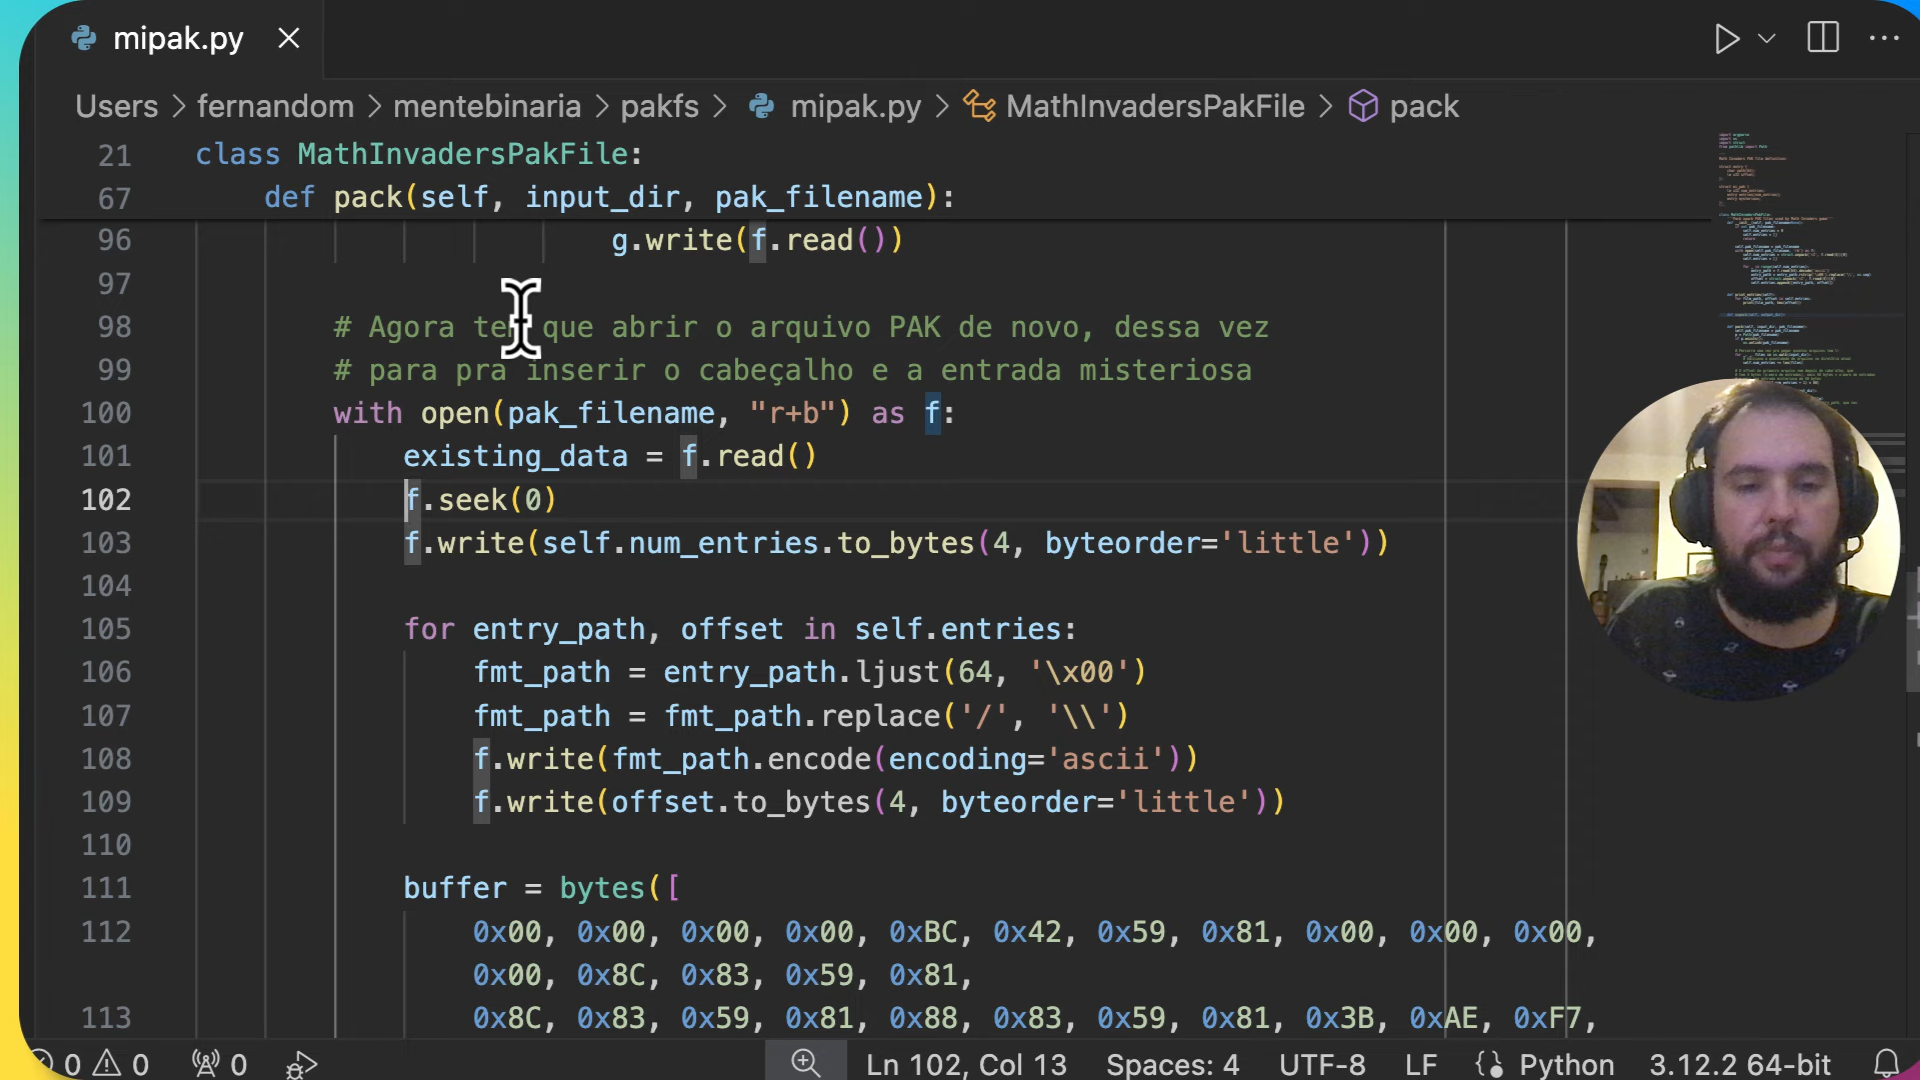 mipak.py
Users > fernandom > mentebinaria > pakfs > mipak.py > MathInvadersPakFile > pack
21 class MathInvadersPakFile:
67 def pack(self, input_dir, pak_filename):
96 g.write(f.read())
97
98 # Agora tem que abrir o arquivo PAK de novo, dessa vez
99 # para pra inserir o cabeçalho e a entrada misteriosa
100 with open(pak_filename, "r+b") as f:
101 existing_data = f.read()
102 f.seek(0)
103 f.write(self.num_entries.to_bytes(4, byteorder='little'))
104
105 for entry_path, offset in self.entries:
106 fmt_path = entry_path.ljust(64, '\x00')
107 fmt_path = fmt_path.replace('/', '\\')
108 f.write(fmt_path.encode(encoding='ascii'))
109 f.write(offset.to_bytes(4, byteorder='little'))
110
111 buffer = bytes([
112 0x00, 0x00, 0x00, 0x00, 0xBC, 0x42, 0x59, 0x81, 0x00, 0x00, 0x00,
0x00, 0x8C, 0x83, 0x59, 0x81,
113 0x8C, 0x83, 0x59, 0x81, 0x88, 0x83, 0x59, 0x81, 0x3B, 0xAE, 0xF7,
0 0 0 Ln 102, Col 13 Spaces: 4 UTF-8 LF Python 3.12.2 64-bit